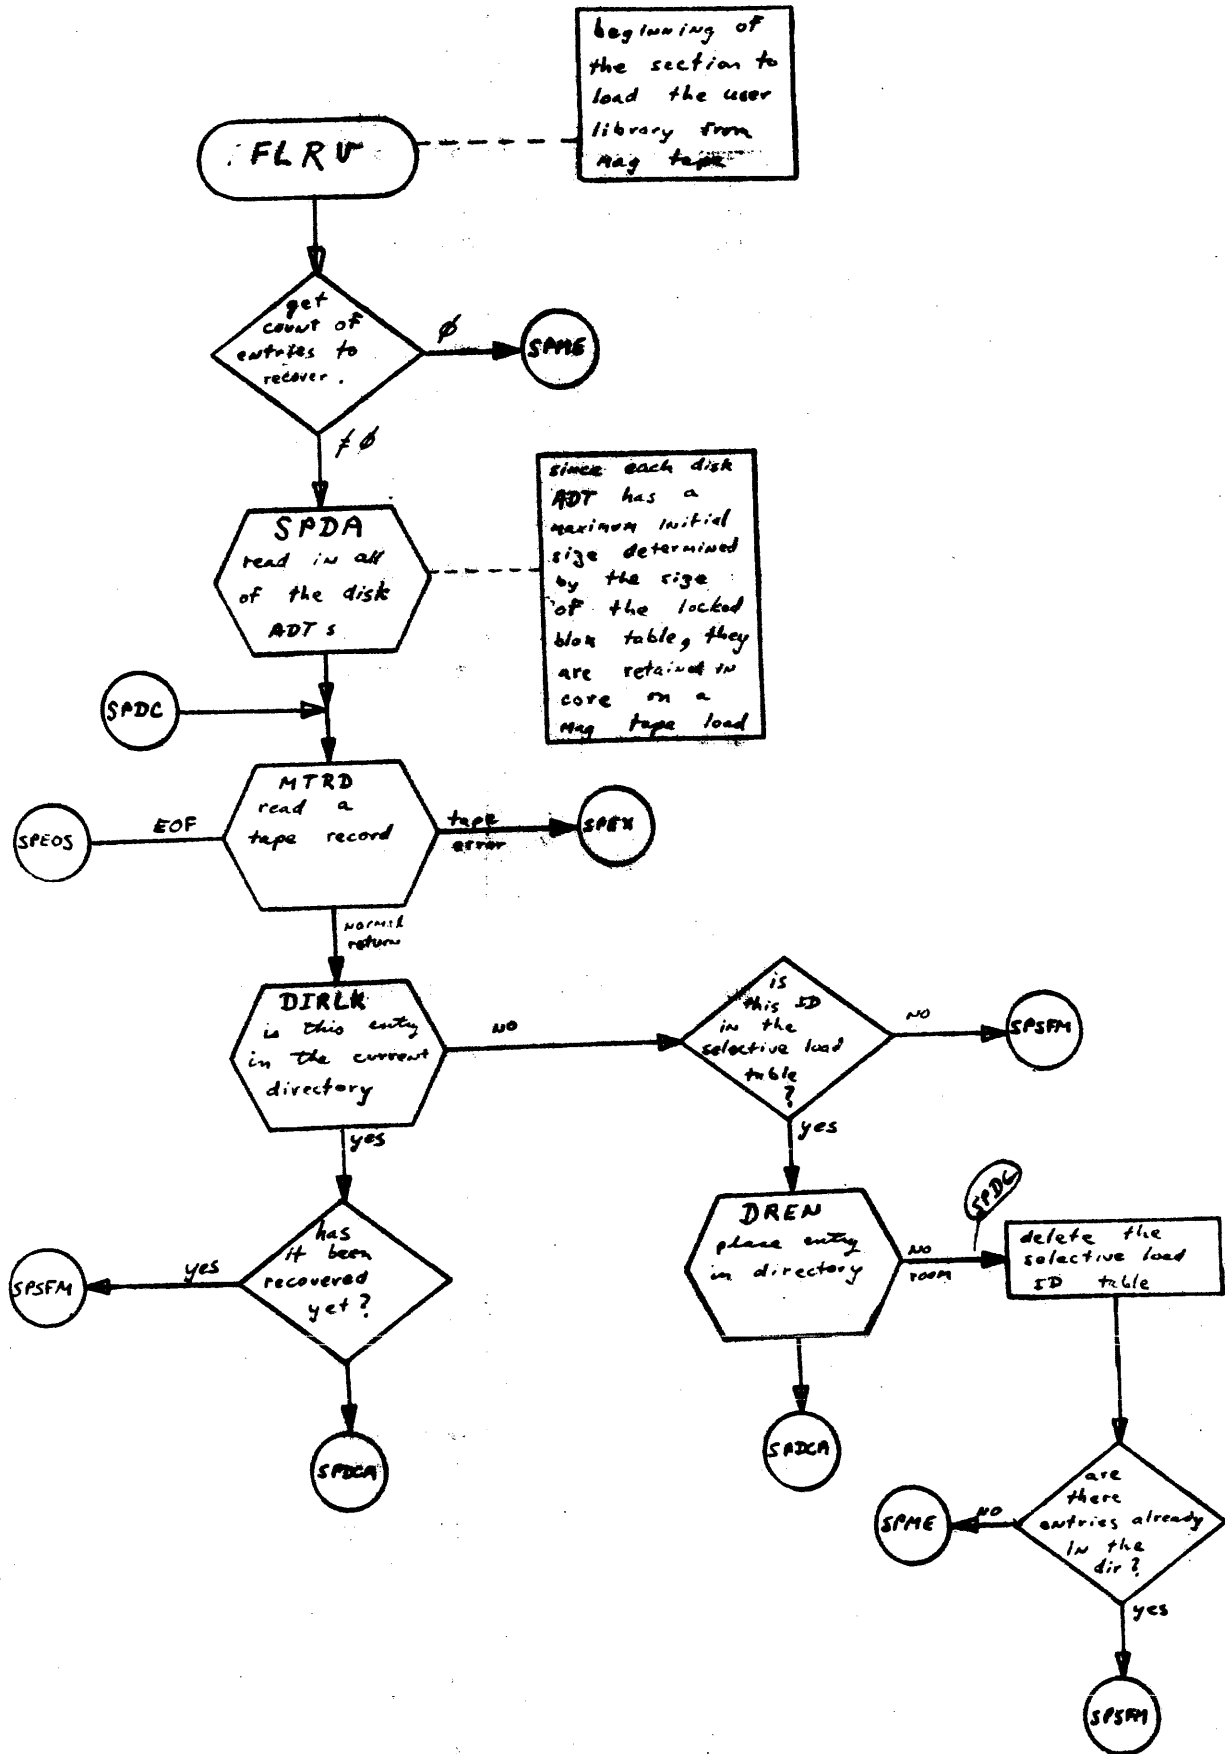 beginning of
the section to
load the user
library from
mag tape
FLRV
get
count of
entries to
recover.
Ø
SPME
≠ Ø
SPDA
read in all
of the disk
ADTs
since each disk
ADT has a
maximum initial
size determined
by the size
of the locked
blok table, they
are retained in
core on a
Mag tape load
SPDC
MTRD
read a
tape record
SPEOS
EOF
tape
error
SPEX
normal
return
DIRLK
is this entry
in the current
directory
NO
is
this ID
in the
selective load
table
?
NO
SPSFM
yes
yes
has
it been
recovered
yet?
yes
SPSFM
SPDCA
DREN
place entry
in directory
NO
room
delete the
selective load
ID table
SPDCA
are
there
entries already
in the
dir?
NO
SPME
yes
SPSFM